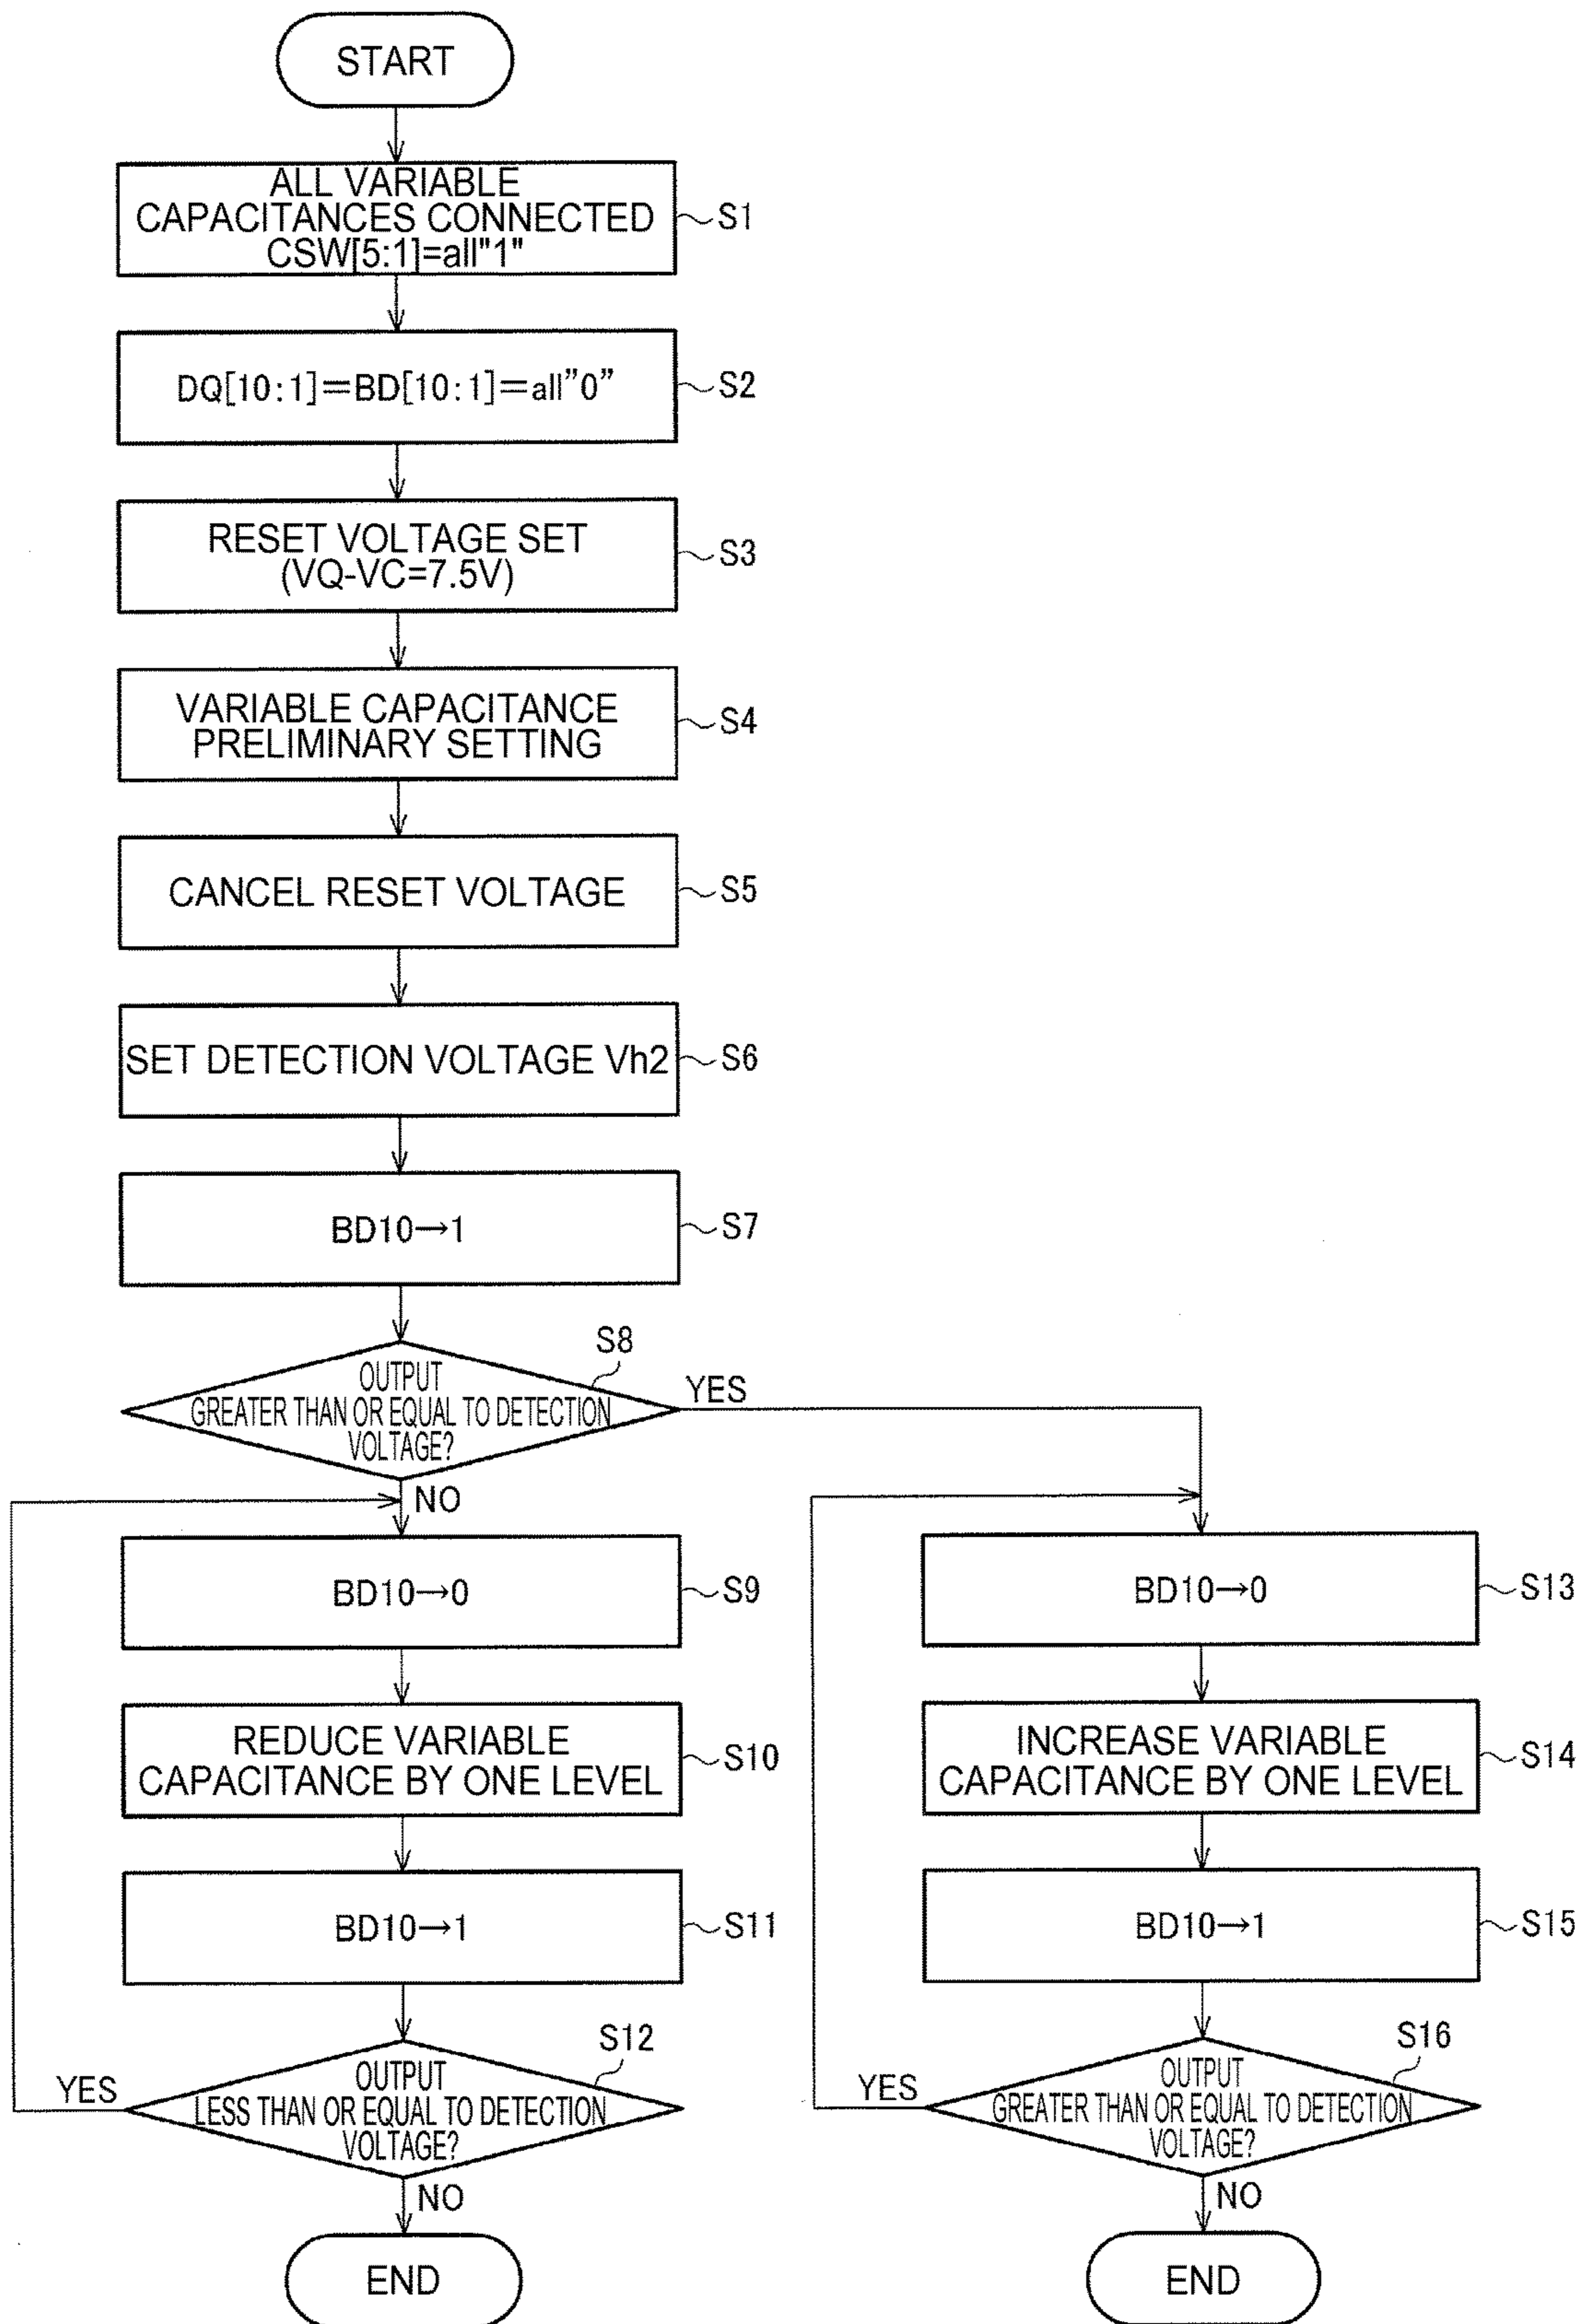 START
ALL VARIABLE
CAPACITANCES CONNECTED
CSW[5:1]=all"1"
S1
DQ[10:1]=BD[10:1]=all"0"
S2
RESET VOLTAGE SET
(VQ-VC=7.5V)
S3
VARIABLE CAPACITANCE
PRELIMINARY SETTING
S4
CANCEL RESET VOLTAGE
S5
SET DETECTION VOLTAGE Vh2
S6
BD10→1
S7
S8
OUTPUT
GREATER THAN OR EQUAL TO DETECTION
VOLTAGE?
YES
NO
BD10→0
S9
REDUCE VARIABLE
CAPACITANCE BY ONE LEVEL
S10
BD10→1
S11
S12
OUTPUT
LESS THAN OR EQUAL TO DETECTION
VOLTAGE?
YES
NO
END
BD10→0
S13
INCREASE VARIABLE
CAPACITANCE BY ONE LEVEL
S14
BD10→1
S15
S16
OUTPUT
GREATER THAN OR EQUAL TO DETECTION
VOLTAGE?
YES
NO
END